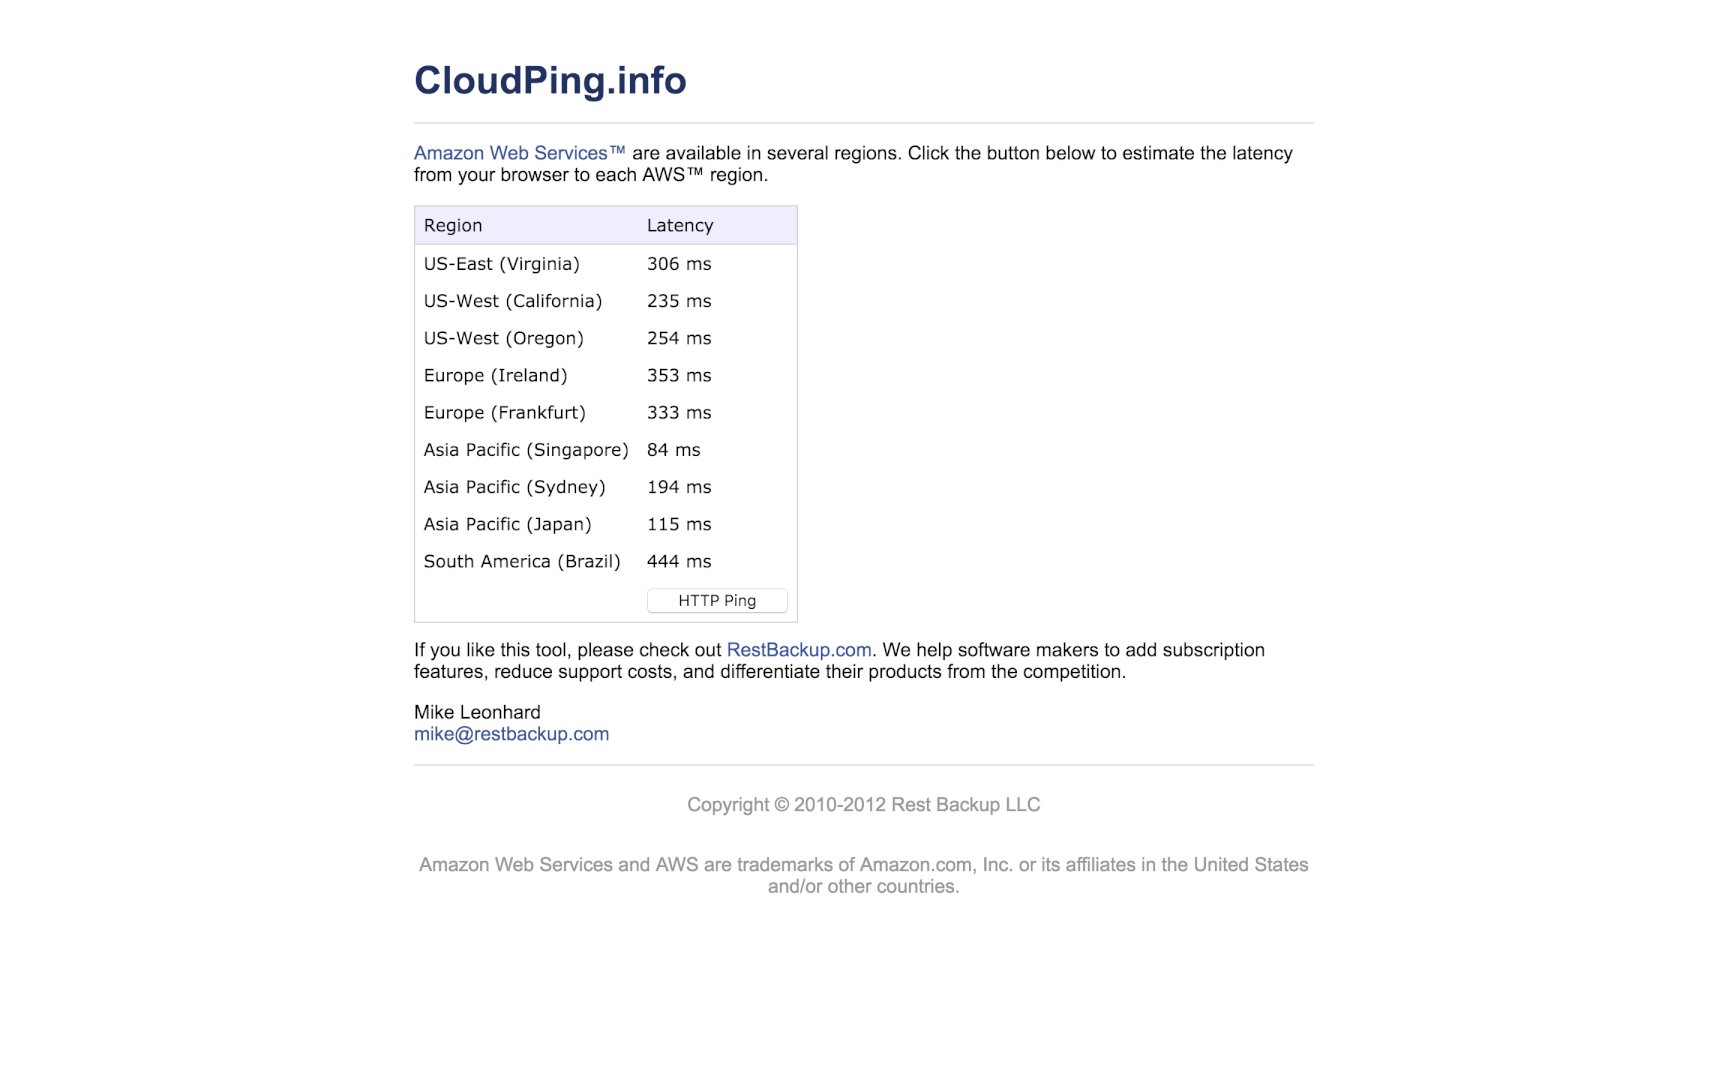 CloudPing.info
Amazon Web Services™ are available in several regions. Click the button below to estimate the latency
from your browser to each AWS™ region.
Region Latency
US-East (Virginia) 306 ms
US-West (California) 235 ms
US-West (Oregon) 254 ms
Europe (Ireland) 353 ms
Europe (Frankfurt) 333 ms
Asia Pacific (Singapore) 84 ms
Asia Pacific (Sydney) 194 ms
Asia Pacific (Japan) 115 ms
South America (Brazil) 444 ms
HTTP Ping
If you like this tool, please check out RestBackup.com. We help software makers to add subscription
features, reduce support costs, and differentiate their products from the competition.
Mike Leonhard
mike@restbackup.com
Copyright © 2010-2012 Rest Backup LLC
Amazon Web Services and AWS are trademarks of Amazon.com, Inc. or its affiliates in the United States
and/or other countries.